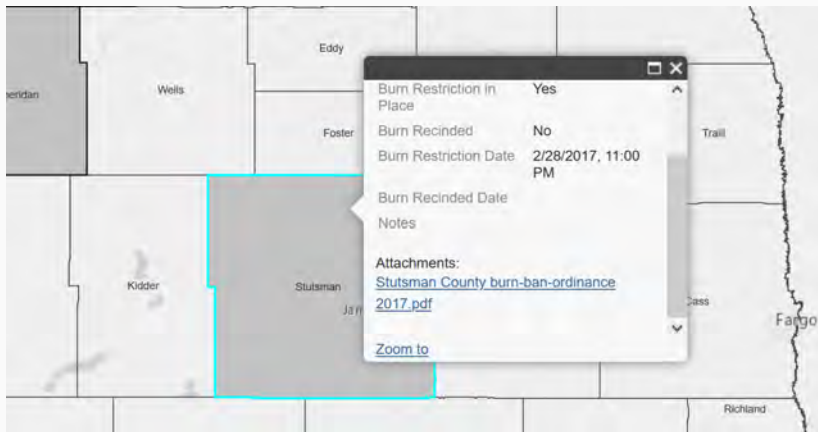 Eddy
Wells
heridan
Foster
Traill
Kidder
Stutsman
Jam
Cass
Fargo
Richland
Burn Restriction in Place Yes
Burn Recinded No
Burn Restriction Date 2/28/2017, 11:00 PM
Burn Recinded Date
Notes
Attachments:
Stutsman County burn-ban-ordinance
2017.pdf
Zoom to